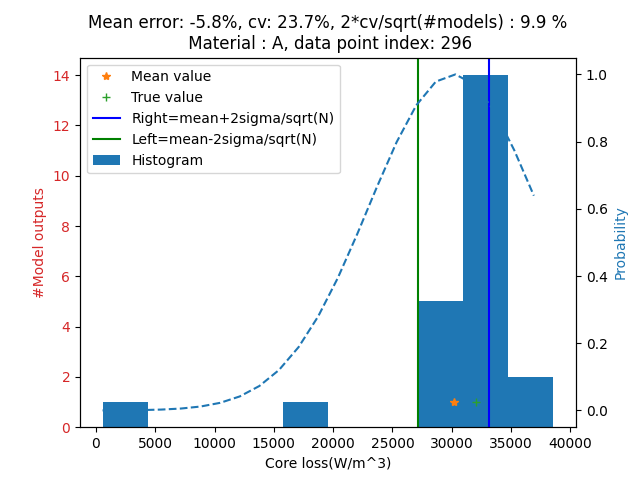 Mean error: -5.8%, cv: 23.7%, 2*cv/sqrt(#models) : 9.9 %
Material : A, data point index: 296
Mean value
True value
Right=mean+2sigma/sqrt(N)
Left=mean-2sigma/sqrt(N)
Histogram
14
12
10
8
6
4
2
0
#Model outputs
1.0
0.8
0.6
0.4
0.2
0.0
Probability
0 5000 10000 15000 20000 25000 30000 35000 40000
Core loss(W/m^3)